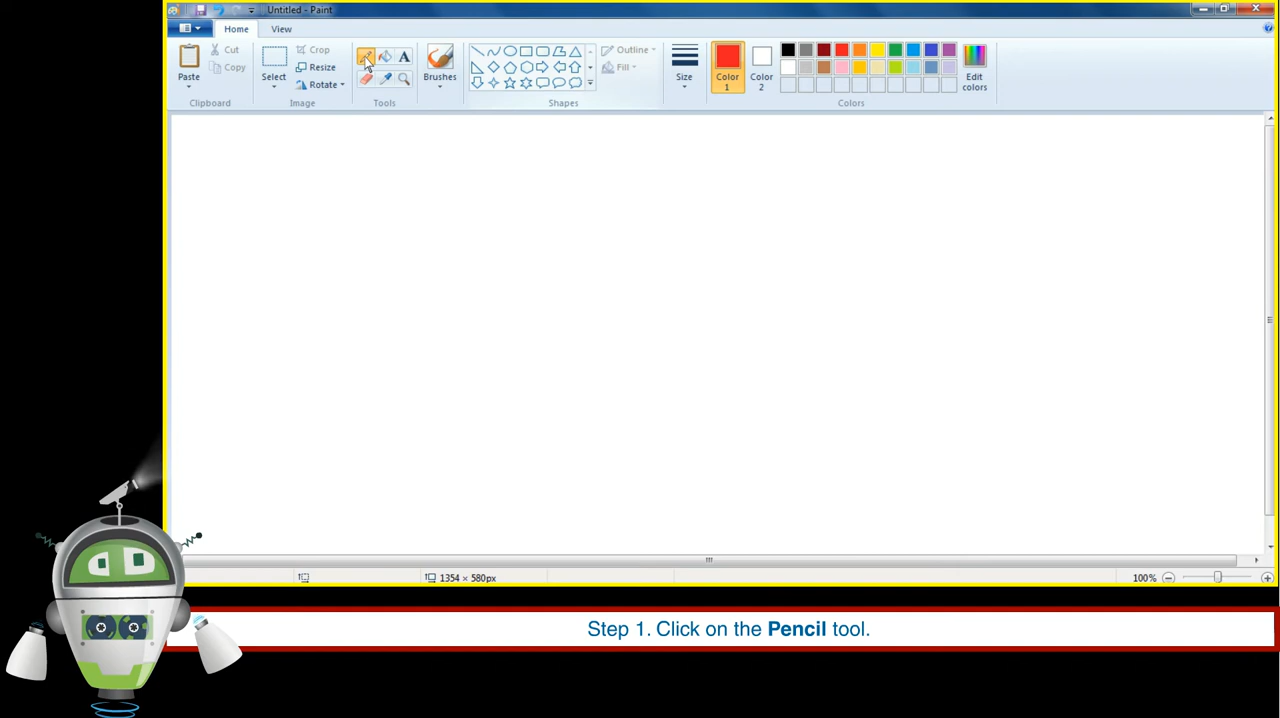 Untitled - Paint
Home View
Paste
Cut
Copy
Clipboard
Select
Crop
Resize
Rotate
Image
A
Tools
Brushes
Shapes
Outline
Fill
Size
Color
1
Color
2
Edit
colors
Colors
1354 × 580px
100%
Step 1. Click on the Pencil tool.